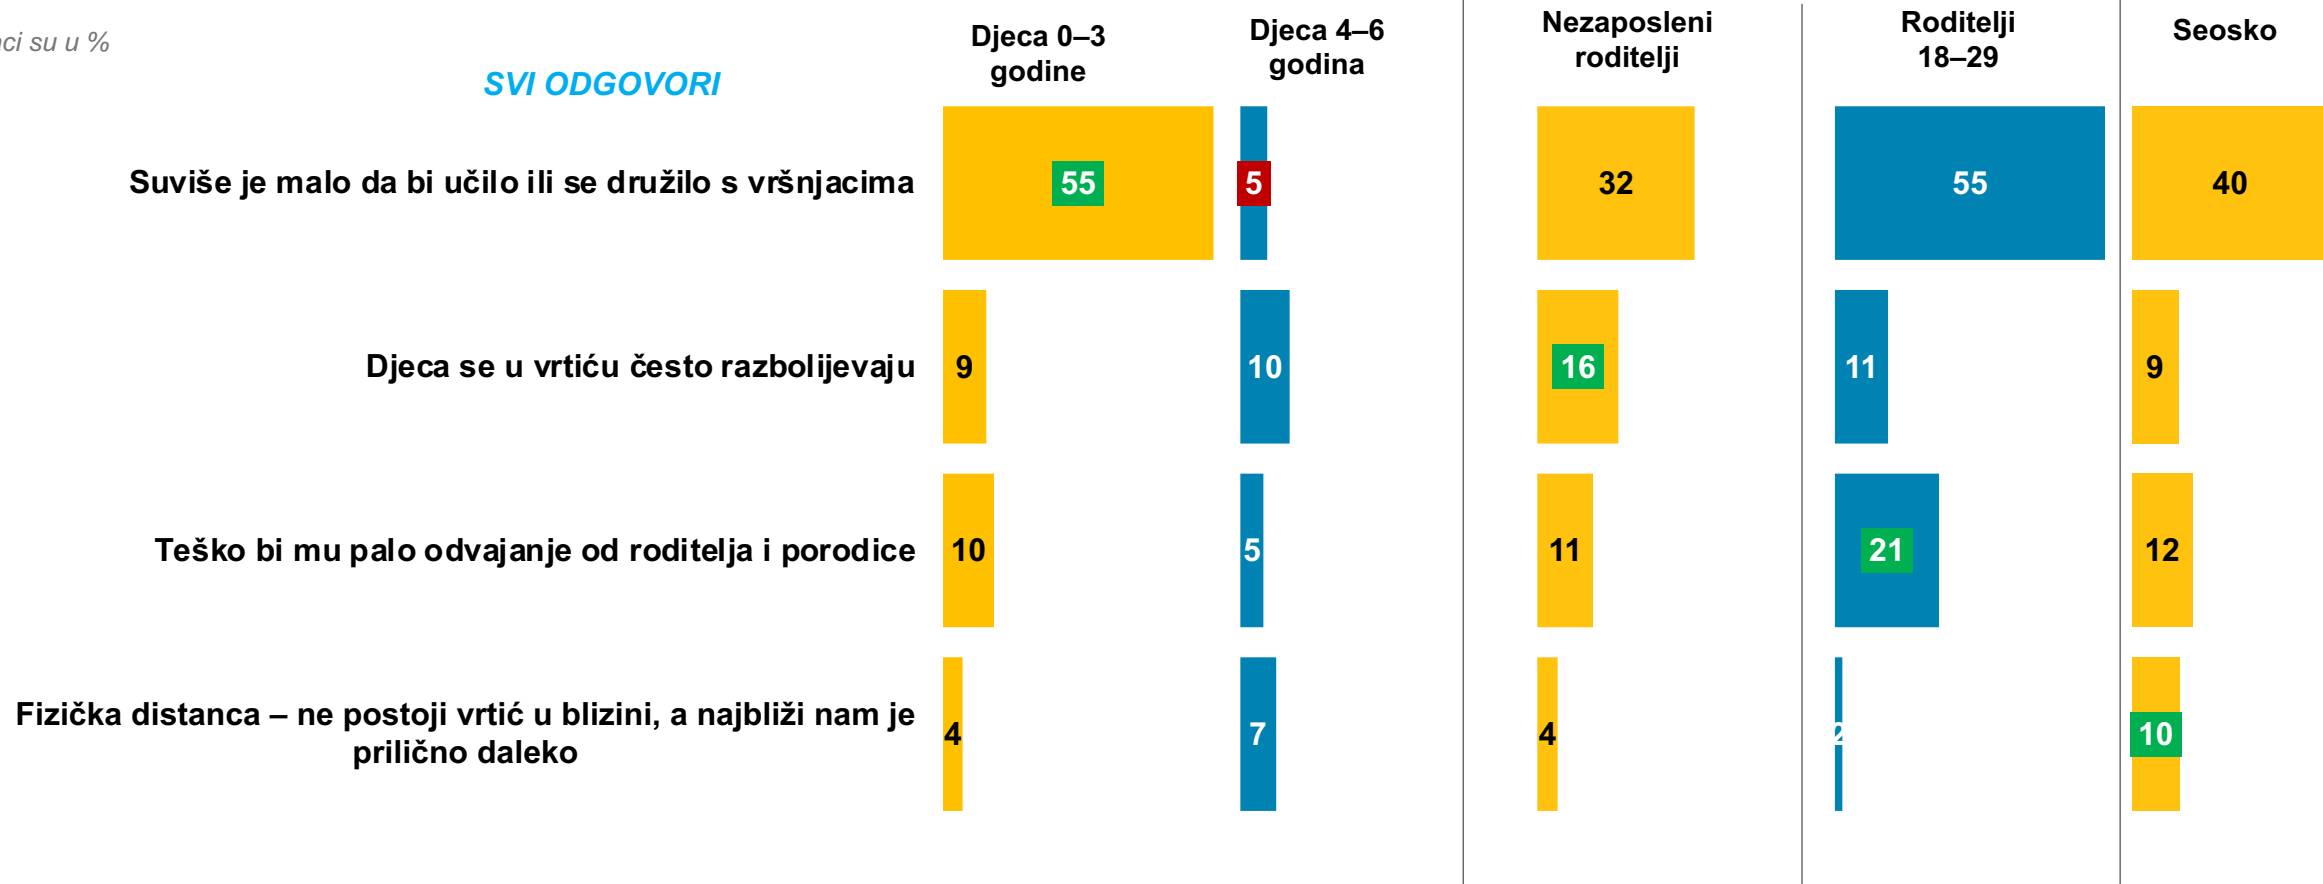 su u %
SVI ODGOVORI
Djeca 0–3
godine
Djeca 4–6
godina
Nezaposleni
roditelji
Roditelji
18–29
Seosko
Suviše je malo da bi učilo ili se družilo s vršnjacima
55
5
32
55
40
Djeca se u vrtiću često razbolijevaju
9
10
16
11
9
Teško bi mu palo odvajanje od roditelja i porodice
10
5
11
21
12
Fizička distanca – ne postoji vrtić u blizini, a najbliži nam je
prilično daleko
4
7
4
2
10